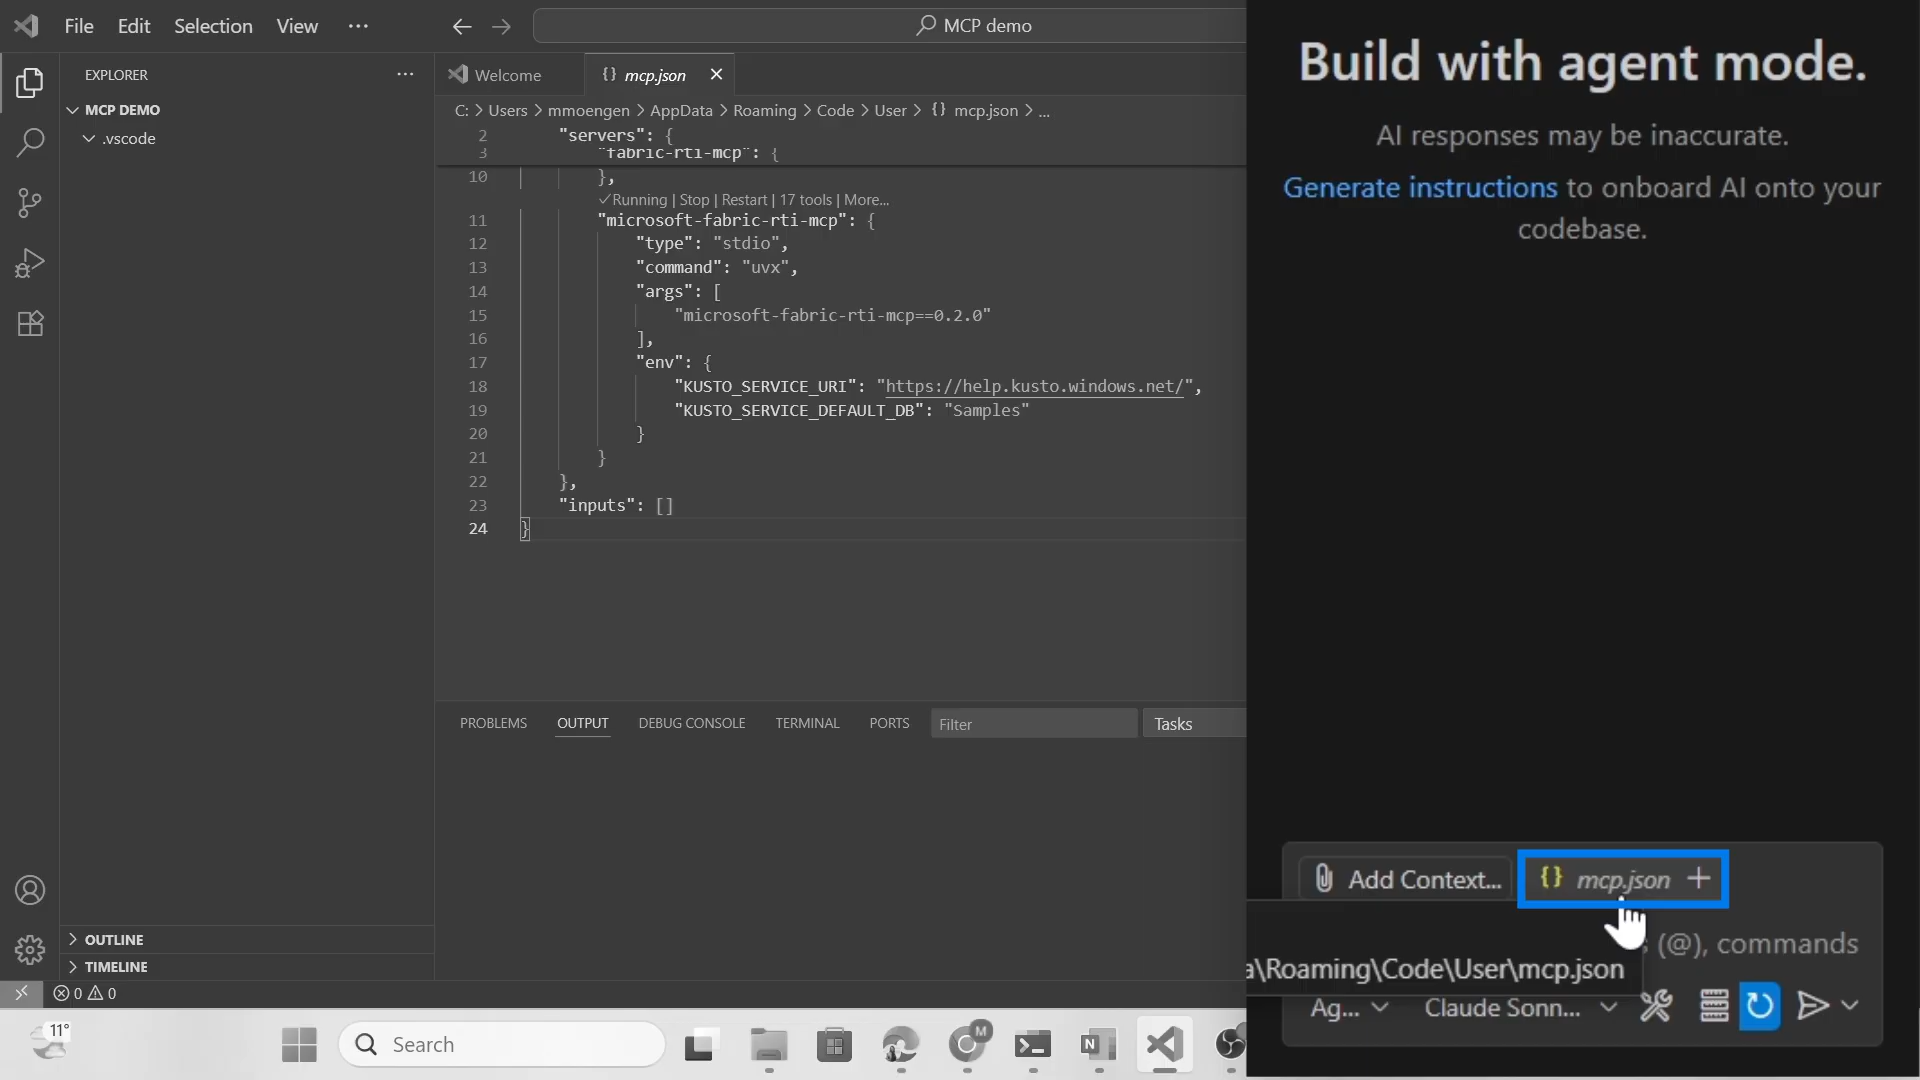 File Edit Selection View ···
MCP demo
EXPLORER ···
MCP DEMO
.vscode
Welcome
{} mcp.json
C: > Users > mmoengen > AppData > Roaming > Code > User > {} mcp.json > ...
2 "servers": {
3 "fabric-rti-mcp": {
10 },
✓Running | Stop | Restart | 17 tools | More...
11 "microsoft-fabric-rti-mcp": {
12 "type": "stdio",
13 "command": "uvx",
14 "args": [
15 "microsoft-fabric-rti-mcp==0.2.0"
16 ],
17 "env": {
18 "KUSTO_SERVICE_URI": "https://help.kusto.windows.net/",
19 "KUSTO_SERVICE_DEFAULT_DB": "Samples"
20 }
21 }
22 },
23 "inputs": []
24 }
PROBLEMS OUTPUT DEBUG CONSOLE TERMINAL PORTS Filter Tasks
OUTLINE
TIMELINE
0 0
11°
Search
M
N
Build with agent mode.
AI responses may be inaccurate.
Generate instructions to onboard AI onto your
codebase.
Add Context...
{} mcp.json +
(@), commands
a\Roaming\Code\User\mcp.json
Ag... Claude Sonn...